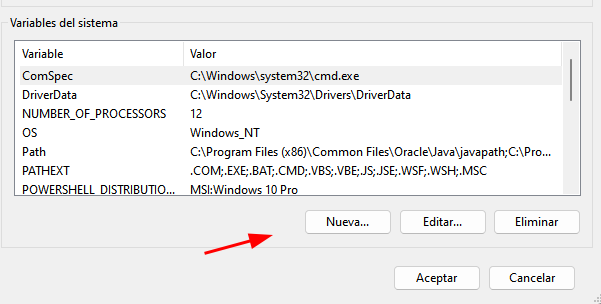 Variables del sistema
Variable Valor
ComSpec C:\Windows\system32\cmd.exe
DriverData C:\Windows\System32\Drivers\DriverData
NUMBER_OF_PROCESSORS 12
OS Windows_NT
Path C:\Program Files (x86)\Common Files\Oracle\Java\javapath;C:\Pro...
PATHEXT .COM;.EXE;.BAT;.CMD;.VBS;.VBE;.JS;.JSE;.WSF;.WSH;.MSC
POWERSHELL_DISTRIBUTIO... MSI:Windows 10 Pro
Nueva... Editar... Eliminar
Aceptar Cancelar